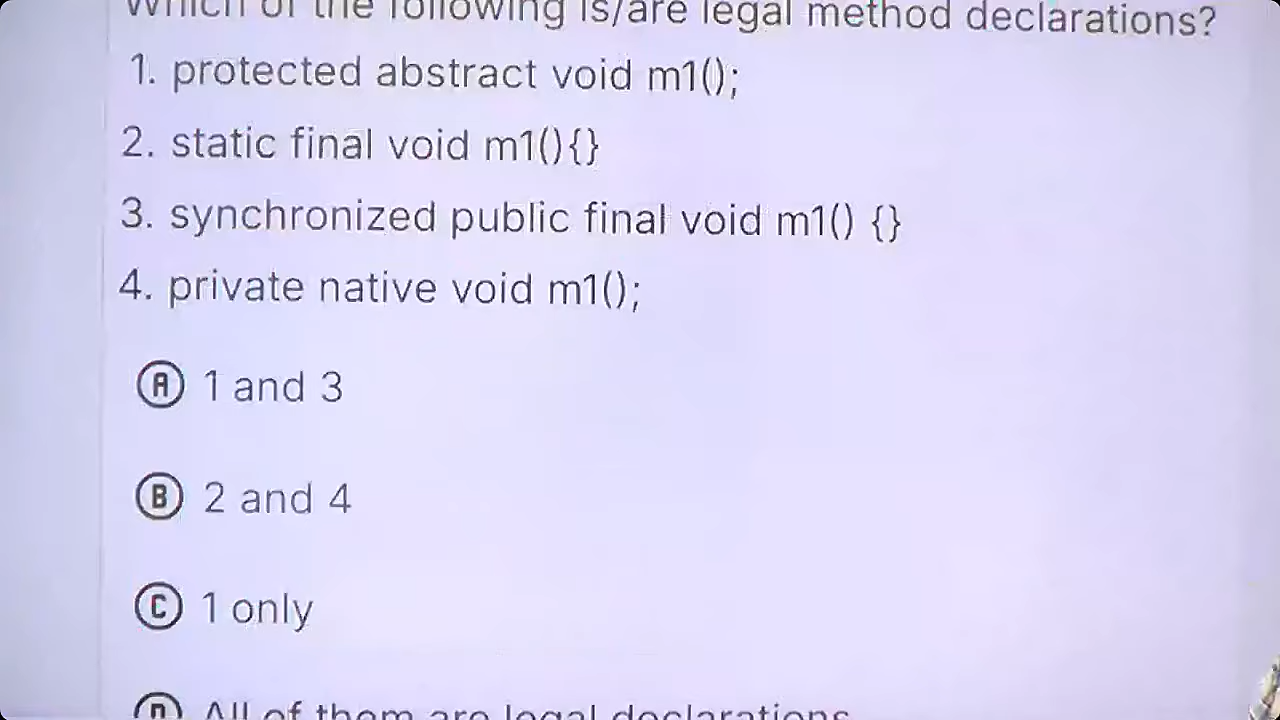 Which of the following is/are legal method declarations?
1. protected abstract void m1();
2. static final void m1(){}
3. synchronized public final void m1() {}
4. private native void m1();
A 1 and 3
B 2 and 4
C 1 only
D All of them are legal declarations